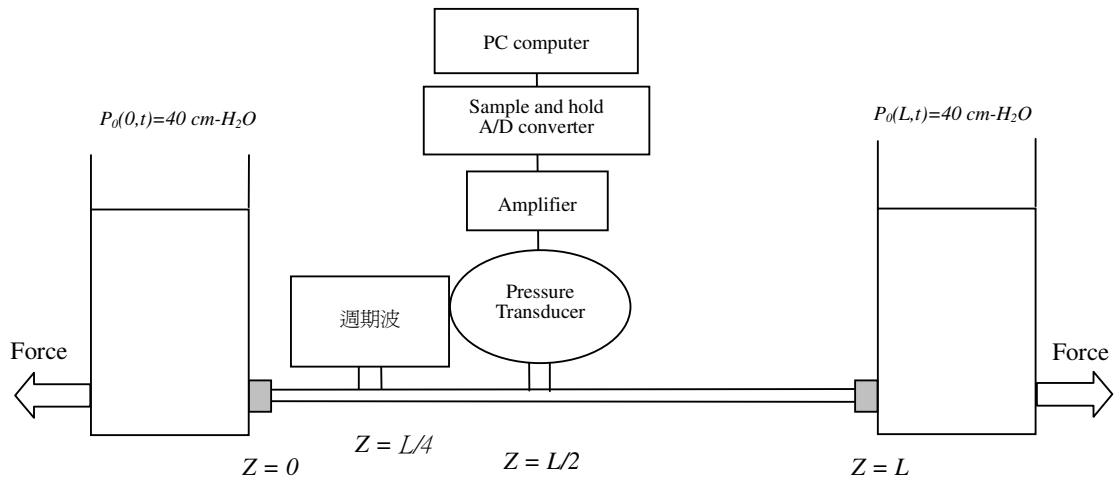 PC computer
Sample and hold
A/D converter
P₀(0,t)=40 cm-H₂O
P₀(L,t)=40 cm-H₂O
Amplifier
Pressure
Transducer
週期波
Force
Force
Z = 0
Z = L/4
Z = L/2
Z = L